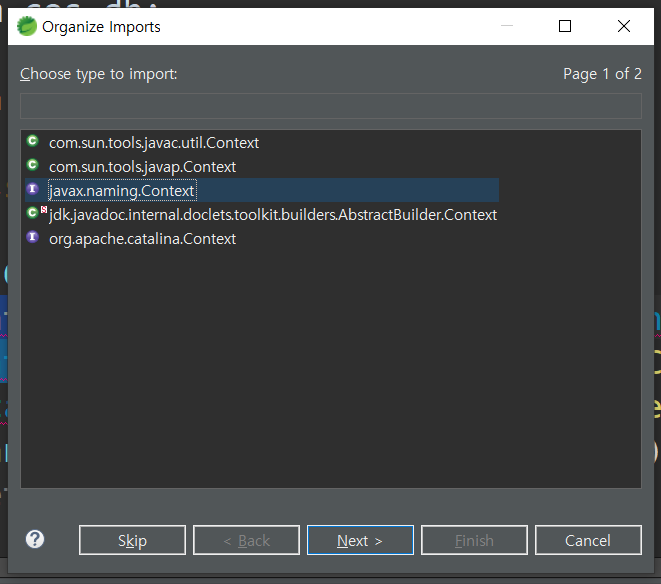 Organize Imports
Choose type to import:
Page 1 of 2
com.sun.tools.javac.util.Context
com.sun.tools.javap.Context
javax.naming.Context
jdk.javadoc.internal.doclets.toolkit.builders.AbstractBuilder.Context
org.apache.catalina.Context
Skip
< Back
Next >
Finish
Cancel